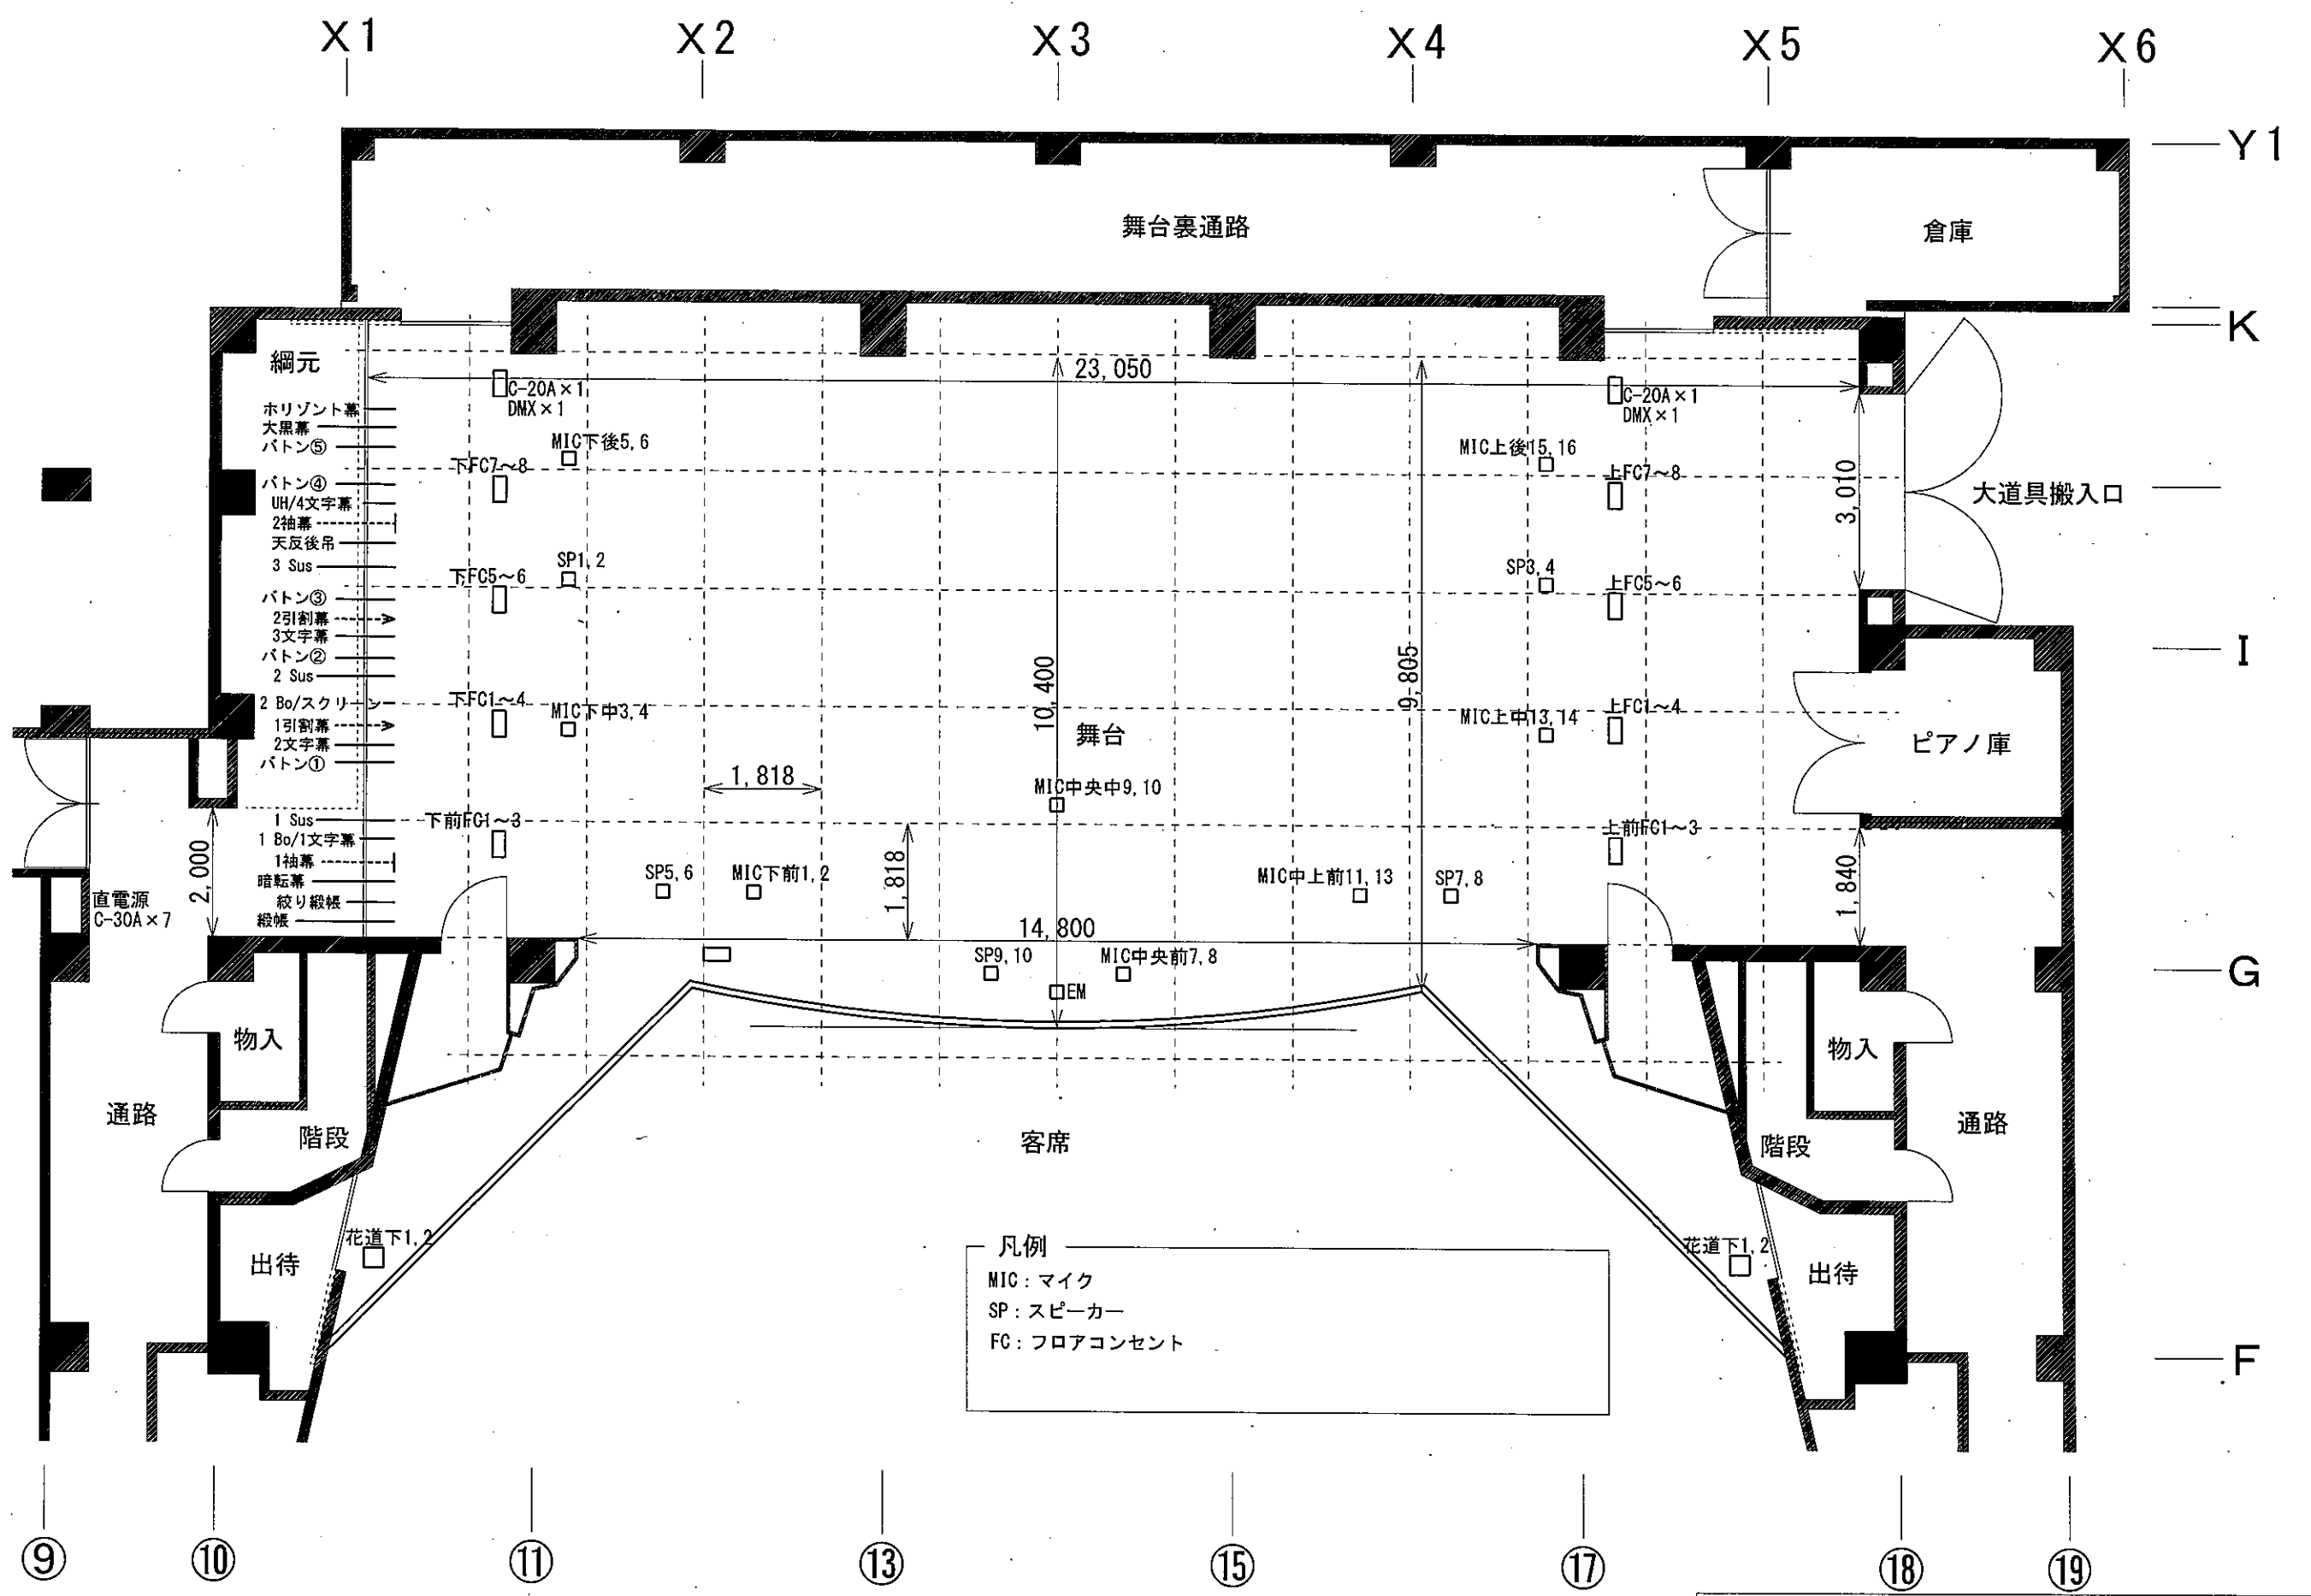 X1
X2
X3
X4
X5
X6
Y1
舞台裏通路
倉庫
K
綱元
23,050
C-20A×1
DMX×1
C-20A×1
DMX×1
ホリゾント幕
大黒幕
バトン⑤
バトン④
UH/4文字幕
2袖幕
天反後吊
3 Sus
バトン③
2引割幕
3文字幕
バトン②
2 Sus
2 Bo/スクリーン
1引割幕
2文字幕
バトン①
1 Sus
1 Bo/1文字幕
1袖幕
暗転幕
絞り緞帳
緞帳
MIC下後5,6
下FC7～8
MIC上後15,16
上FC7～8
3,010
大道具搬入口
SP1,2
下FC5～6
SP3,4
上FC5～6
I
下FC1～4
MIC下中3,4
10,400
9,805
舞台
MIC上中13,14
上FC1～4
ピアノ庫
1,818
MIC中央中9,10
下前FC1～3
上前FC1～3
2,000
直電源
C-30A×7
SP5,6
MIC下前1,2
1,818
MIC中上前11,13
SP7,8
1,840
14,800
SP9,10
MIC中央前7,8
EM
G
物入
物入
通路
階段
客席
階段
通路
花道下1,2
花道下1,2
出待
出待
凡例
MIC：マイク
SP：スピーカー
FC：フロアコンセント
F
⑨
⑩
⑪
⑬
⑮
⑰
⑱
⑲